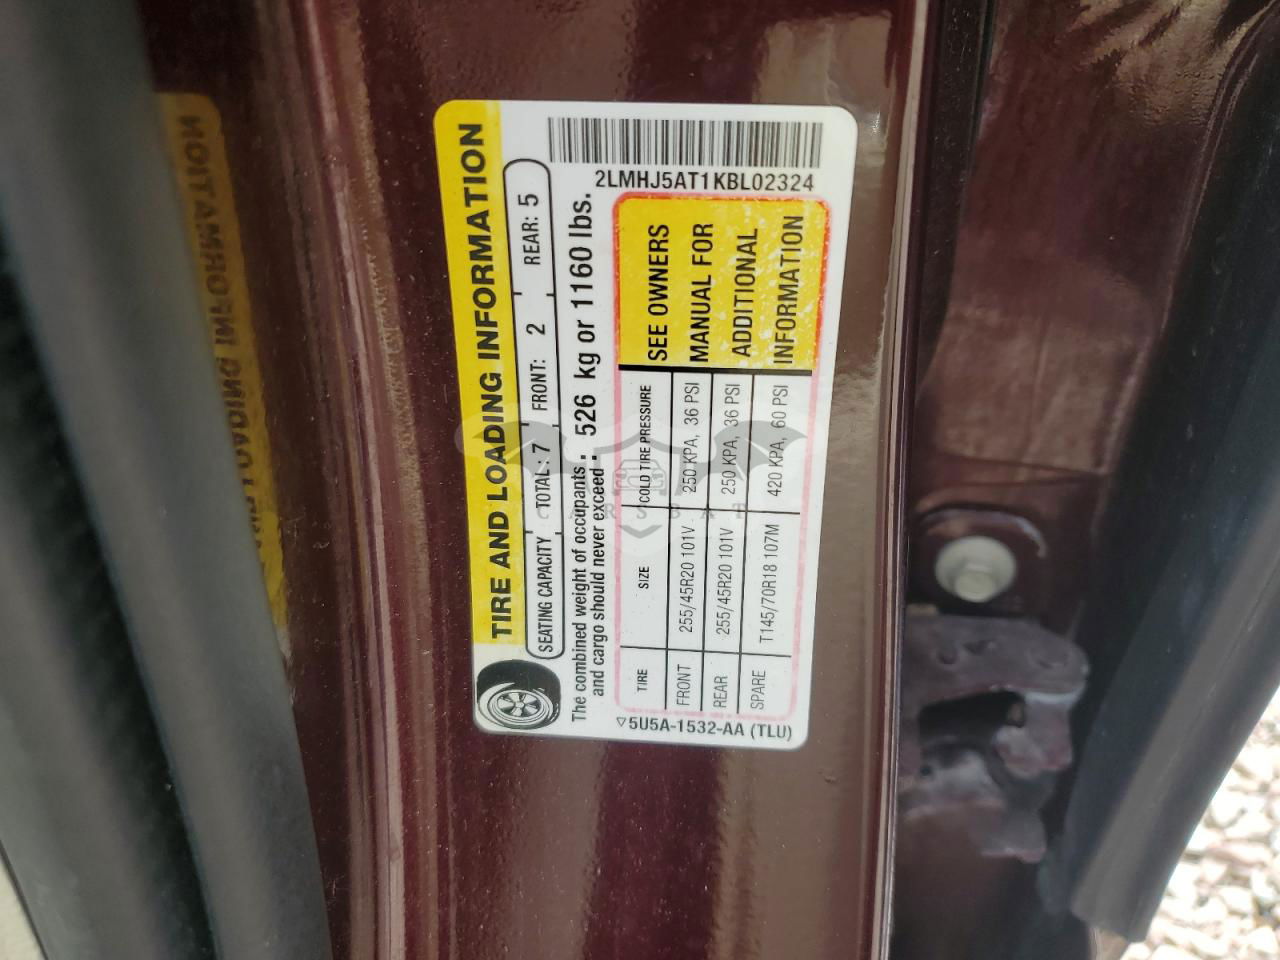 TIRE AND LOADING INFORMATION
SEATING CAPACITY TOTAL: 7 FRONT: 2 REAR: 5
The combined weight of occupants
and cargo should never exceed : 526 kg or 1160 lbs.
TIRE SIZE COLD TIRE PRESSURE
FRONT 255/45R20 101V 250 KPA, 36 PSI
REAR 255/45R20 101V 250 KPA, 36 PSI
SPARE T145/70R18 107M 420 KPA, 60 PSI
SEE OWNERS
MANUAL FOR
ADDITIONAL
INFORMATION
▽5U5A-1532-AA (TLU)
2LMHJ5AT1KBL02324
CARSBAT